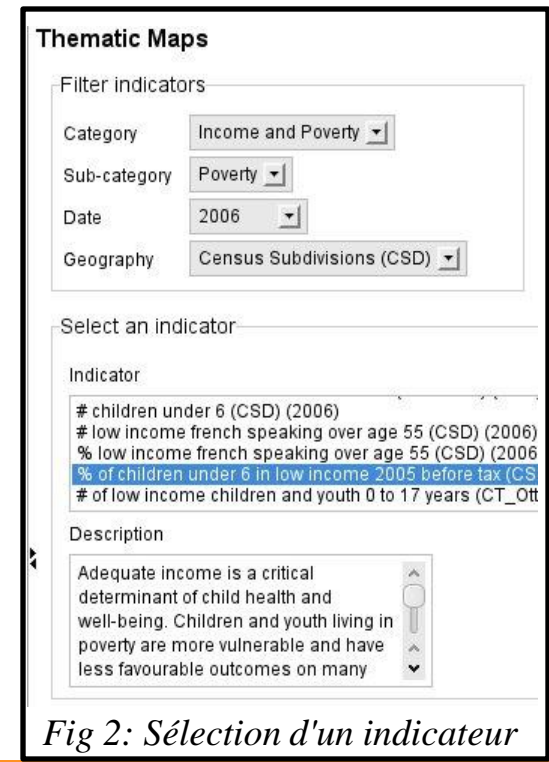 Thematic Maps
Filter indicators
Category Income and Poverty
Sub-category Poverty
Date 2006
Geography Census Subdivisions (CSD)
Select an indicator
Indicator
# children under 6 (CSD) (2006)
# low income french speaking over age 55 (CSD) (2006)
% low income french speaking over age 55 (CSD) (2006
% of children under 6 in low income 2005 before tax (CS
# of low income children and youth 0 to 17 years (CT_Ott
Description
Adequate income is a critical
determinant of child health and
well-being. Children and youth living in
poverty are more vulnerable and have
less favourable outcomes on many
Fig 2: Sélection d'un indicateur